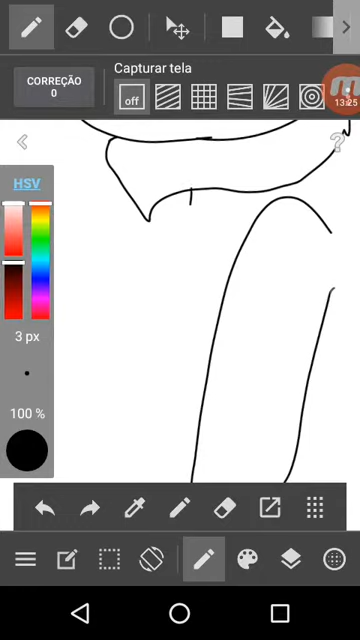 CORREÇÃO
0
Capturar tela
off
13:25
HSV
3 px
100 %